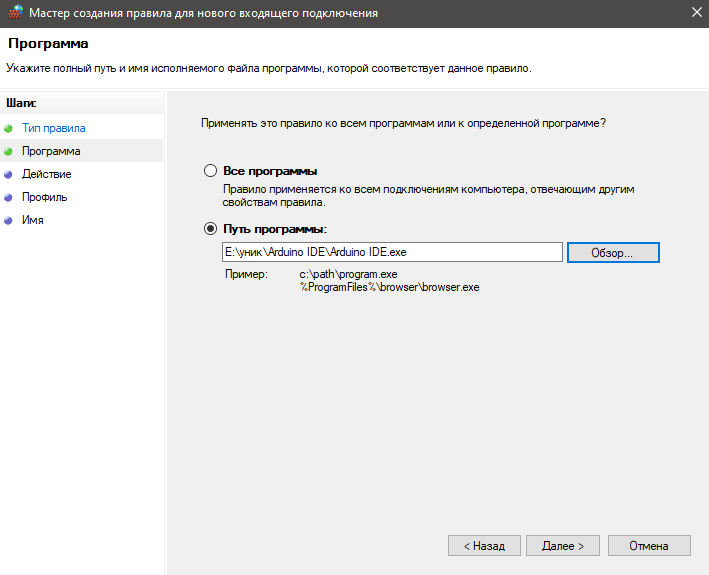 Мастер создания правила для нового входящего подключения
Программа
Укажите полный путь и имя исполняемого файла программы, которой соответствует данное правило.
Шаги:
Тип правила
Программа
Действие
Профиль
Имя
Применять это правило ко всем программам или к определенной программе?
Все программы
Правило применяется ко всем подключениям компьютера, отвечающим другим
свойствам правила.
Путь программы:
E:\уник\Arduino IDE\Arduino IDE.exe
Обзор...
Пример: c:\path\program.exe
%ProgramFiles%\browser\browser.exe
< Назад
Далее >
Отмена